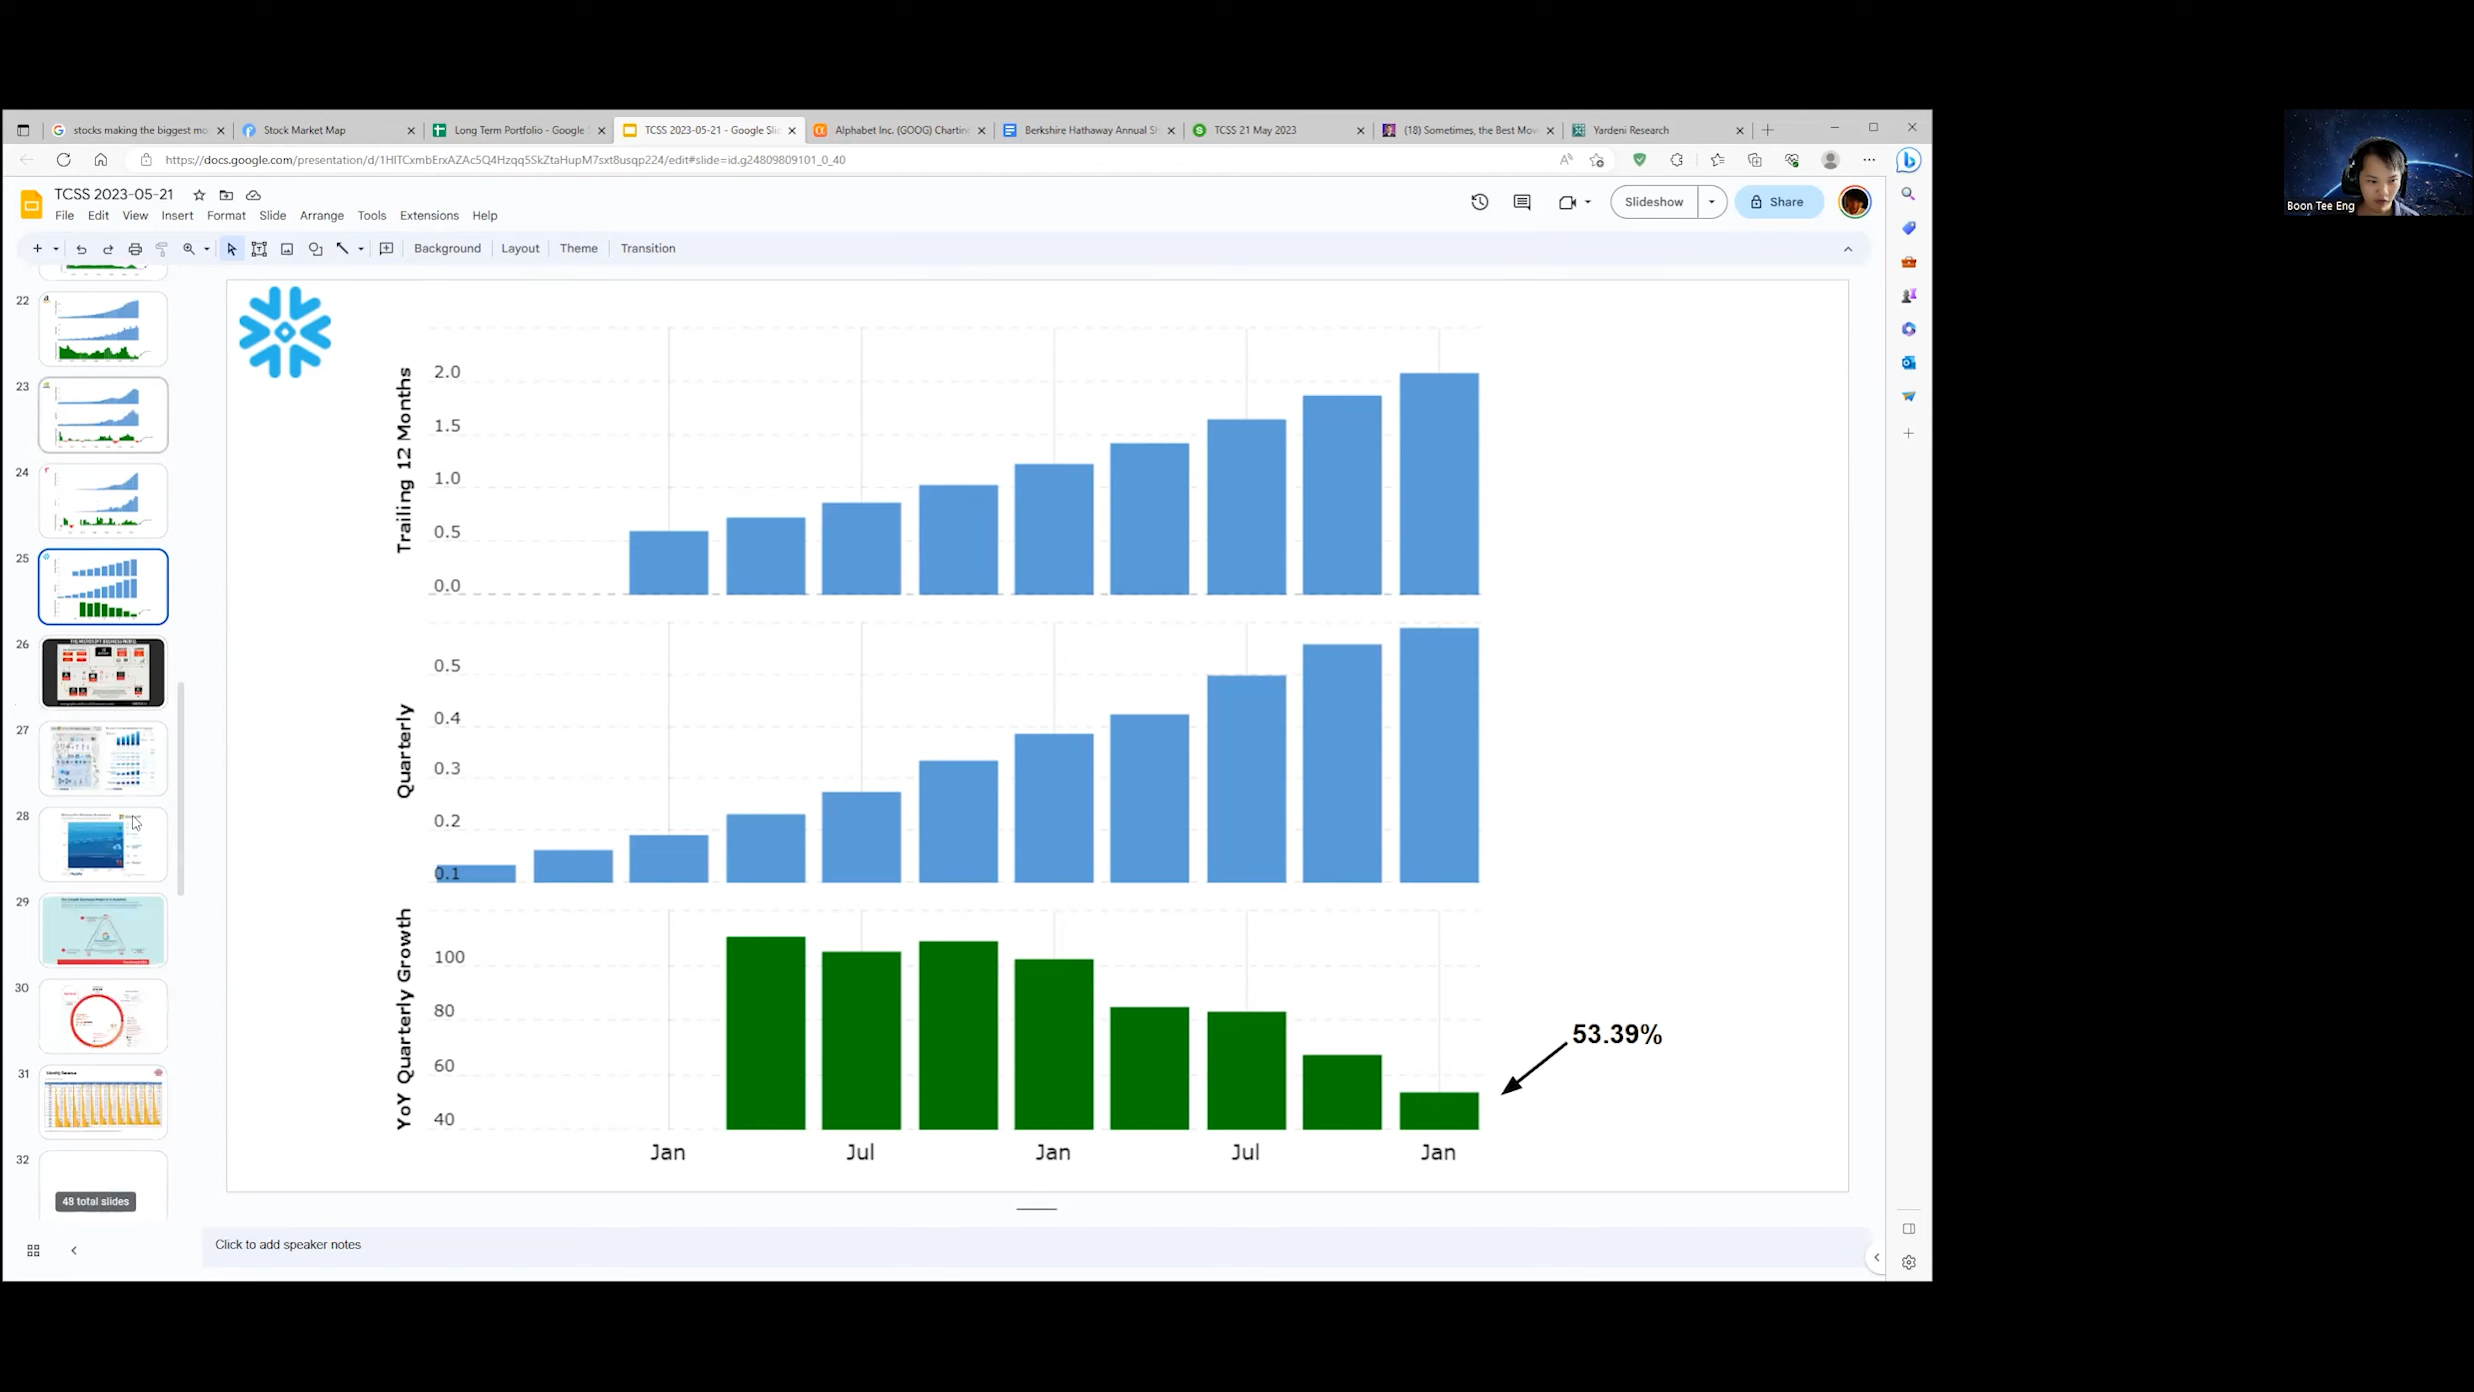 stocks making the biggest mo
Stock Market Map
Long Term Portfolio - Google S
TCSS 2023-05-21 - Google Slid
Alphabet Inc. (GOOG) Charting
Berkshire Hathaway Annual Sh
TCSS 21 May 2023
(18) Sometimes, the Best Mov
Yardeni Research
https://docs.google.com/presentation/d/1HITCxmbErxAZAc5Q4Hzqq5SkZtaHupM7sxt8usqp224/edit#slide=id.g24809809101_0_40
TCSS 2023-05-21
File Edit View Insert Format Slide Arrange Tools Extensions Help
Slideshow
Share
Background Layout Theme Transition
22
23
24
25
26
27
28
29
30
31
Identify Revenue
32
48 total slides
Trailing 12 Months
2.0
1.5
1.0
0.5
0.0
Quarterly
0.5
0.4
0.3
0.2
0.1
YoY Quarterly Growth
100
80
60
40
53.39%
Jan Jul Jan Jul Jan
Click to add speaker notes
Boon Tee Eng